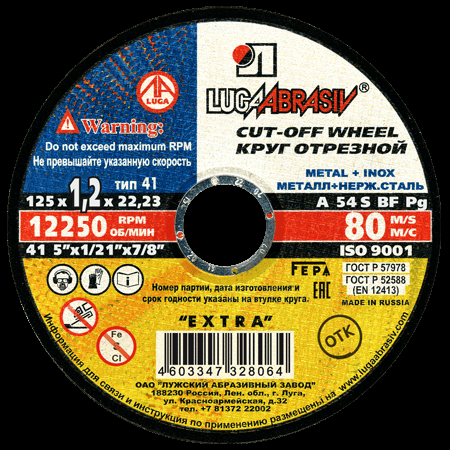 LUGA
LUGAABRASIV®
Warning:
Do not exceed maximum RPM
Не превышайте указанную скорость
CUT-OFF WHEEL
КРУГ ОТРЕЗНОЙ
METAL + INOX
МЕТАЛЛ+НЕРЖ.СТАЛЬ
тип 41
125 x 1,2 x 22,23
A 54 S BF Pg
12250 RPM ОБ/МИН
80 M/S М/С
41 5"x1/21"x7/8"
ISO 9001
FEPA
EAC
ГОСТ Р 57978
ГОСТ Р 52588
(EN 12413)
MADE IN RUSSIA
Номер партии, дата изготовления и
срок годности указаны на втулке круга.
Fe
Cl
"EXTRA"
ОТК
4 603347 328064
ОАО "ЛУЖСКИЙ АБРАЗИВНЫЙ ЗАВОД"
188230 Россия, Лен. обл., г. Луга,
ул. Красноармейская, д.32
тел. +7 81372 22002
Информация для связи и инструкция по применению размещены на www.lugaabrasiv.com/